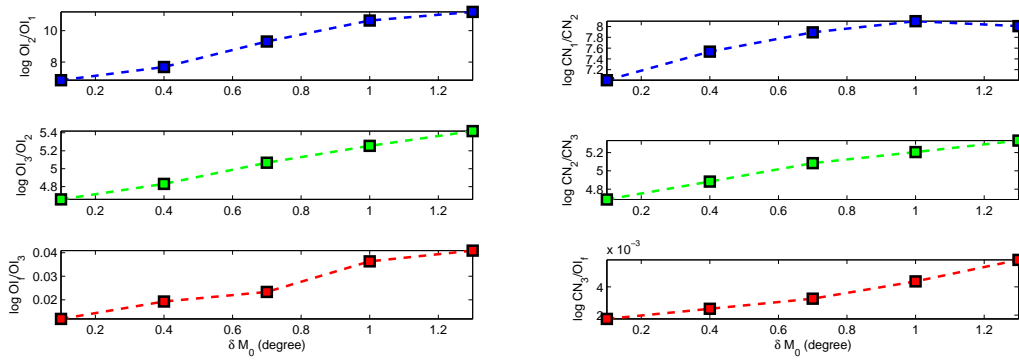 log OI2/OI1
10
8
0.2 0.4 0.6 0.8 1 1.2
log OI3/OI2
5.4
5.2
5
4.8
0.2 0.4 0.6 0.8 1 1.2
log OIf/OI3
0.04
0.02
0.2 0.4 0.6 0.8 1 1.2
δ M0 (degree)
log CN1/CN2
8
7.8
7.6
7.4
7.2
0.2 0.4 0.6 0.8 1 1.2
log CN2/CN3
5.2
5
4.8
0.2 0.4 0.6 0.8 1 1.2
x 10^-3
log CN3/OIf
4
2
0.2 0.4 0.6 0.8 1 1.2
δ M0 (degree)